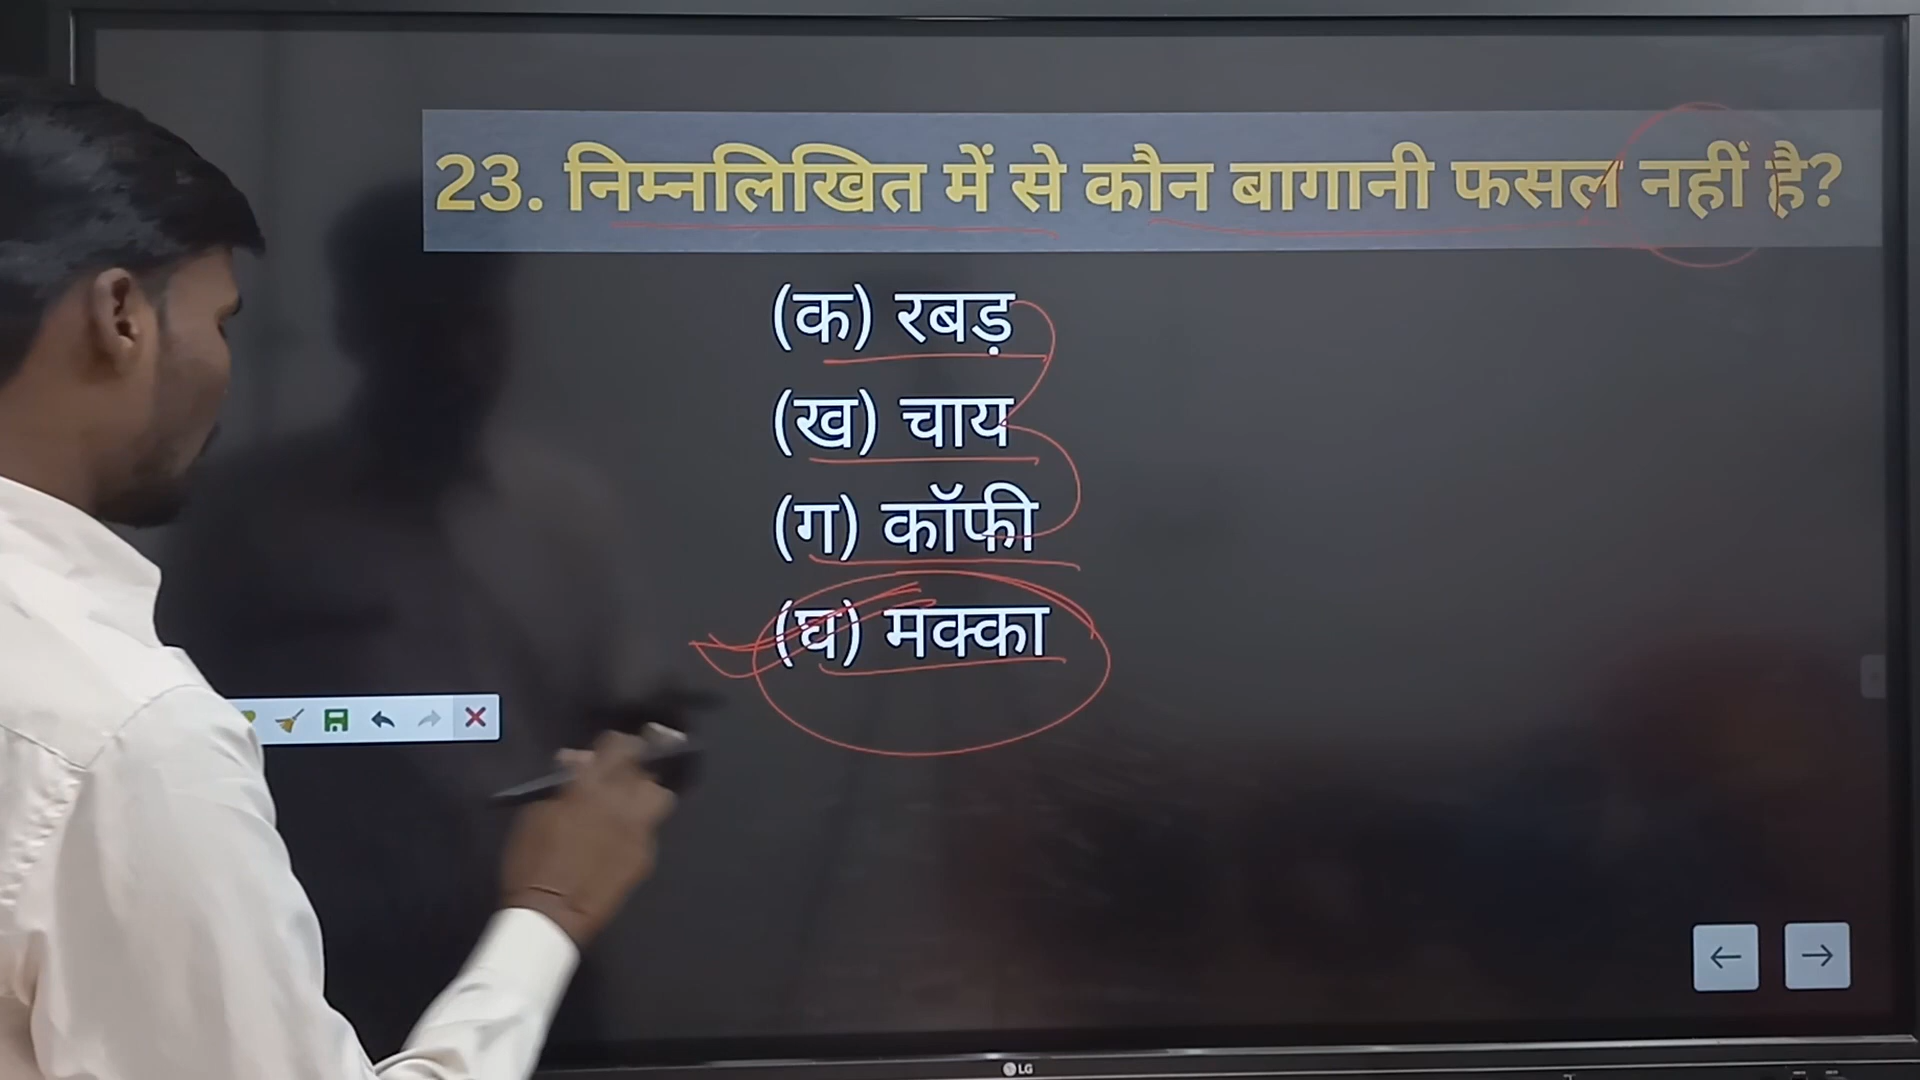 23. निम्नलिखित में से कौन बागानी फसल नहीं है?
(क) रबड़
(ख) चाय
(ग) कॉफी
(घ) मक्का
LG